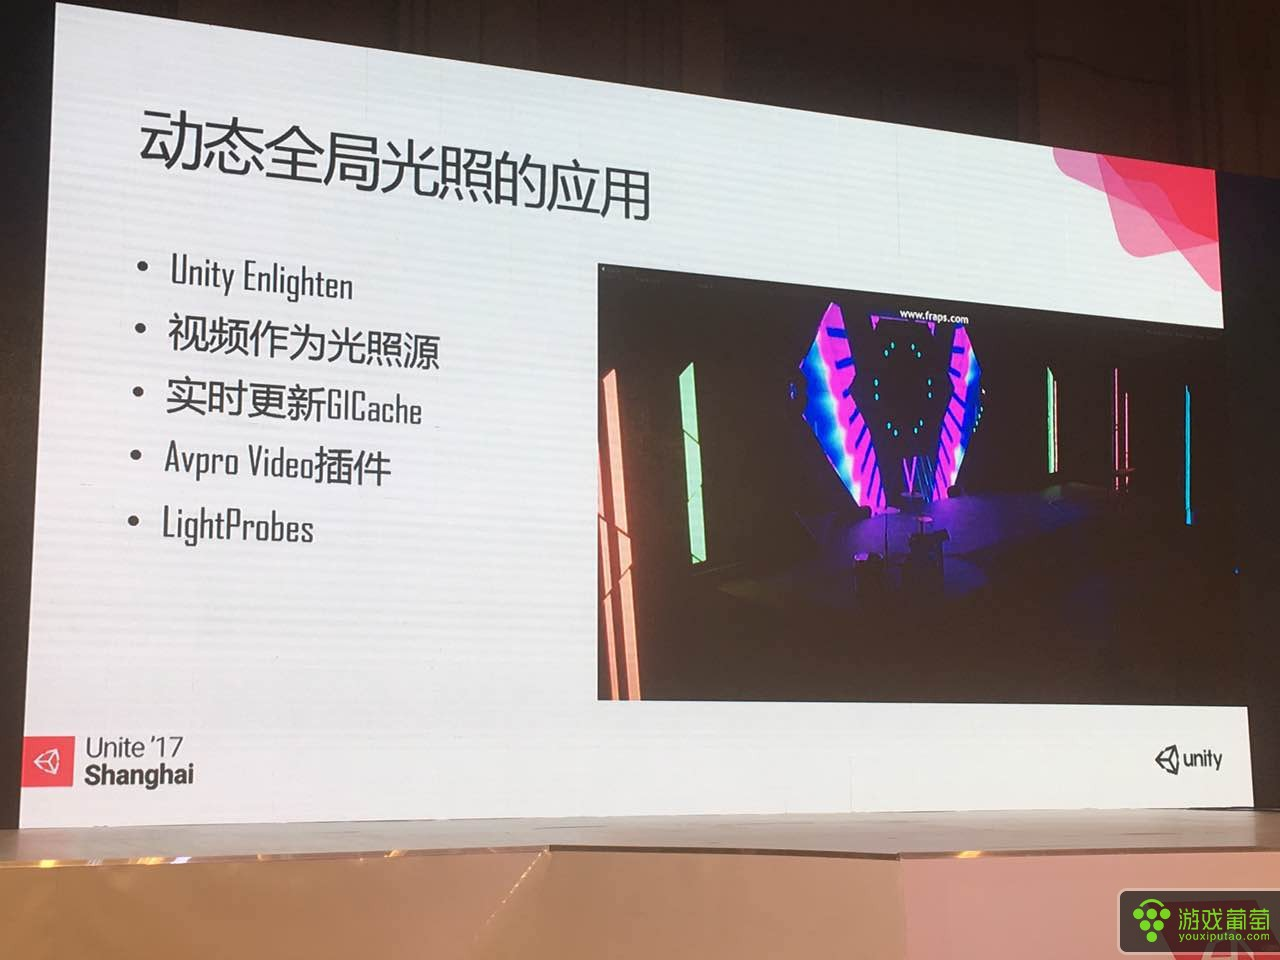 动态全局光照的应用
• Unity Enlighten
• 视频作为光照源
• 实时更新GICache
• Avpro Video插件
• LightProbes
www.fraps.com
Unite '17
Shanghai
unity
游戏葡萄
youxiputao.com